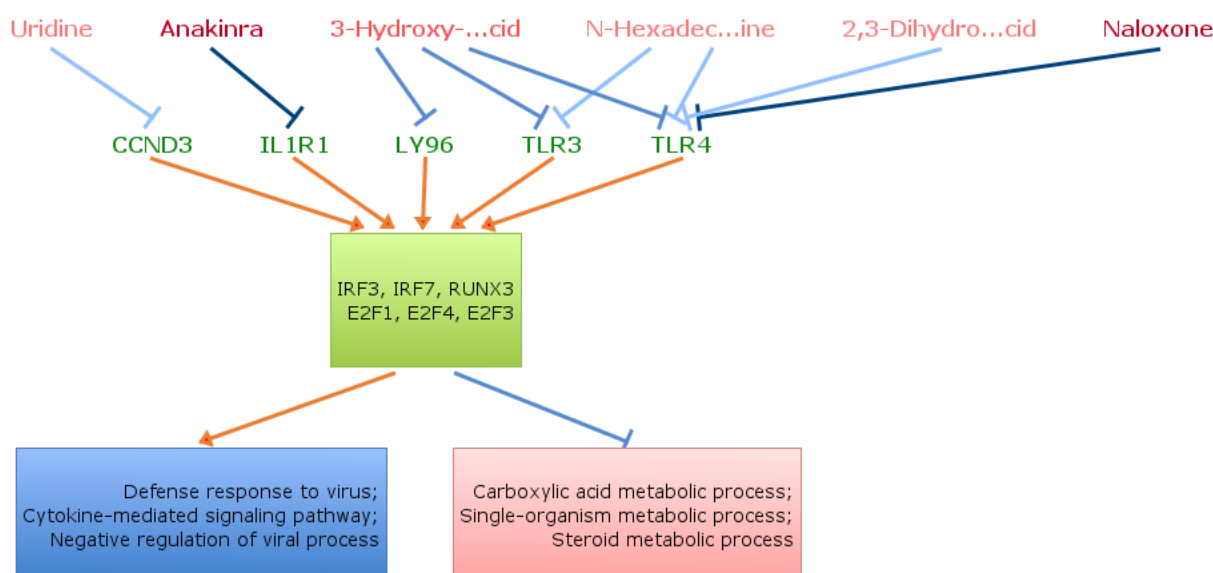 Uridine
Anakinra
3-Hydroxy-...cid
N-Hexadec...ine
2,3-Dihydro...cid
Naloxone
CCND3
IL1R1
LY96
TLR3
TLR4
IRF3, IRF7, RUNX3
E2F1, E2F4, E2F3
Defense response to virus;
Cytokine-mediated signaling pathway;
Negative regulation of viral process
Carboxylic acid metabolic process;
Single-organism metabolic process;
Steroid metabolic process